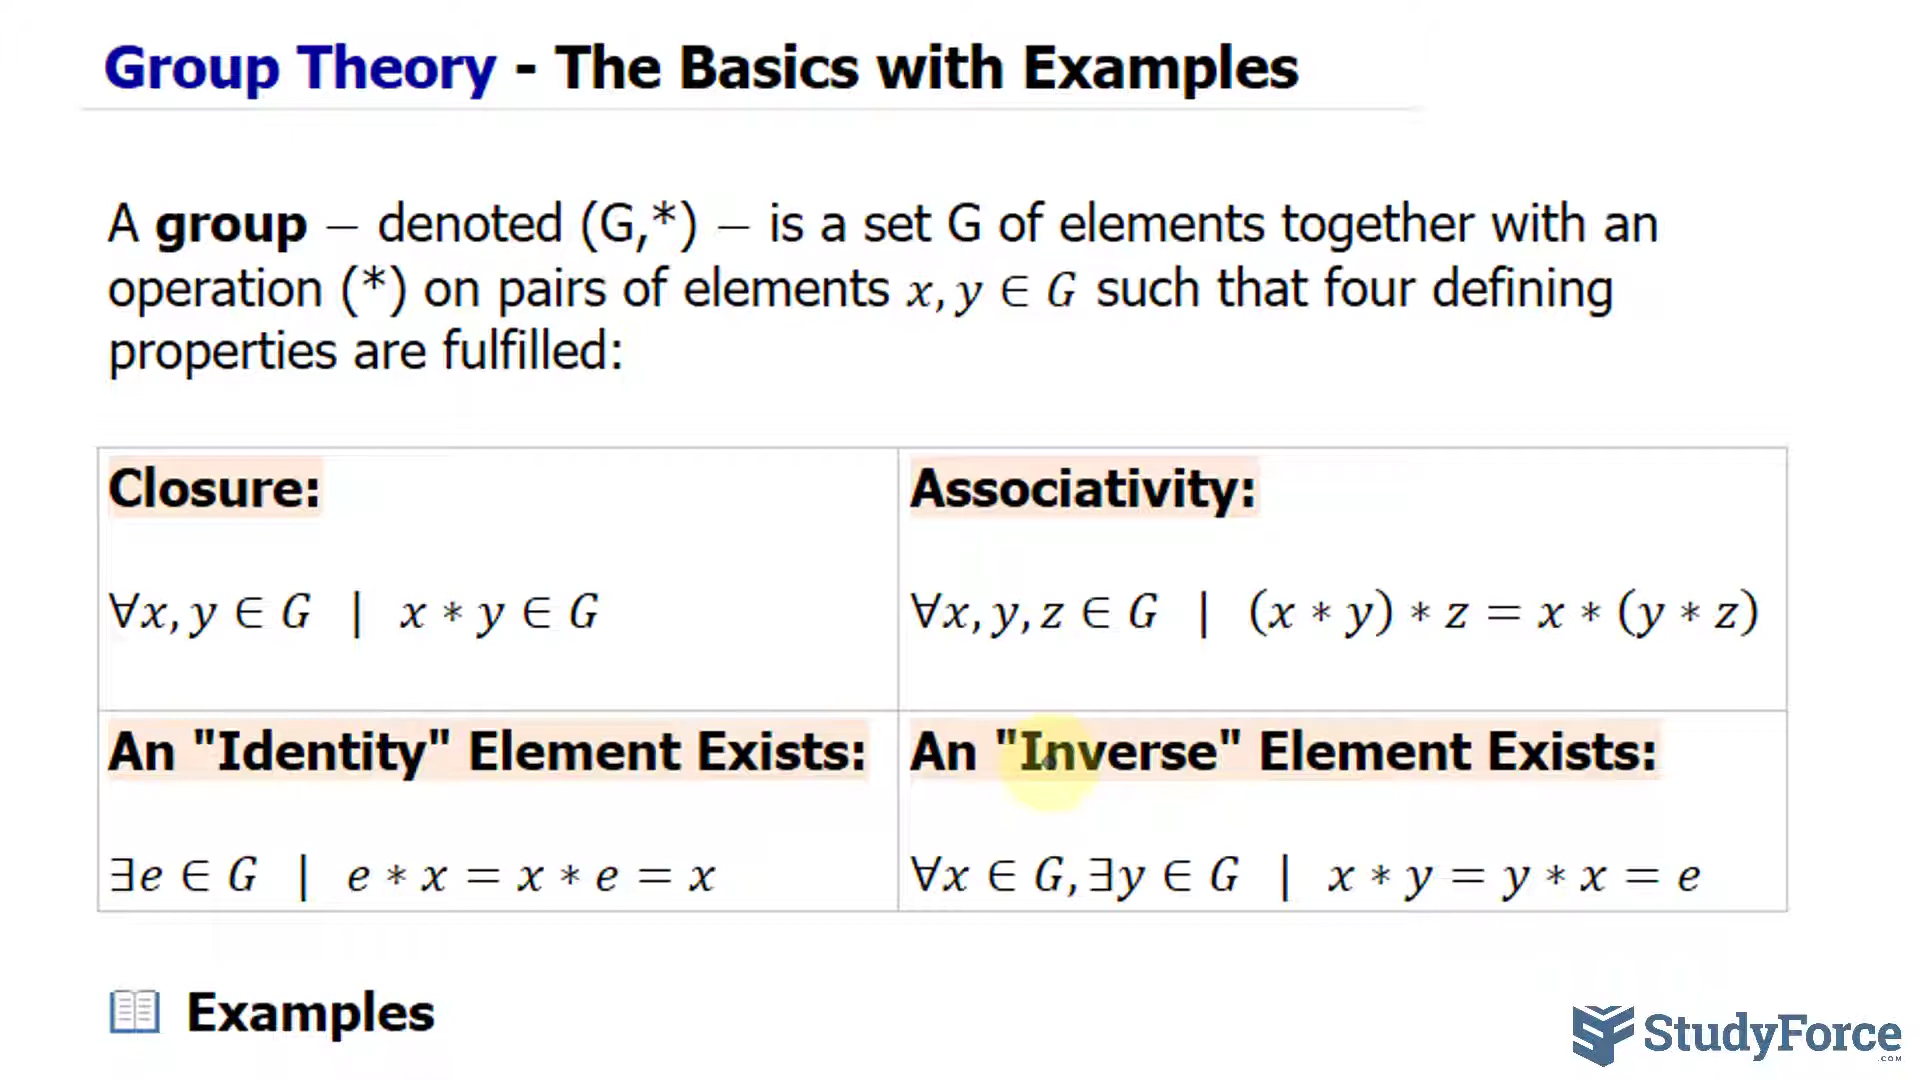 Group Theory - The Basics with Examples
A group – denoted (G,*) – is a set G of elements together with an
operation (*) on pairs of elements x, y ∈ G such that four defining
properties are fulfilled:
Closure:
∀x, y ∈ G | x ∗ y ∈ G
Associativity:
∀x, y, z ∈ G | (x ∗ y) ∗ z = x ∗ (y ∗ z)
An "Identity" Element Exists:
∃e ∈ G | e ∗ x = x ∗ e = x
An "Inverse" Element Exists:
∀x ∈ G, ∃y ∈ G | x ∗ y = y ∗ x = e
Examples
StudyForce
.COM